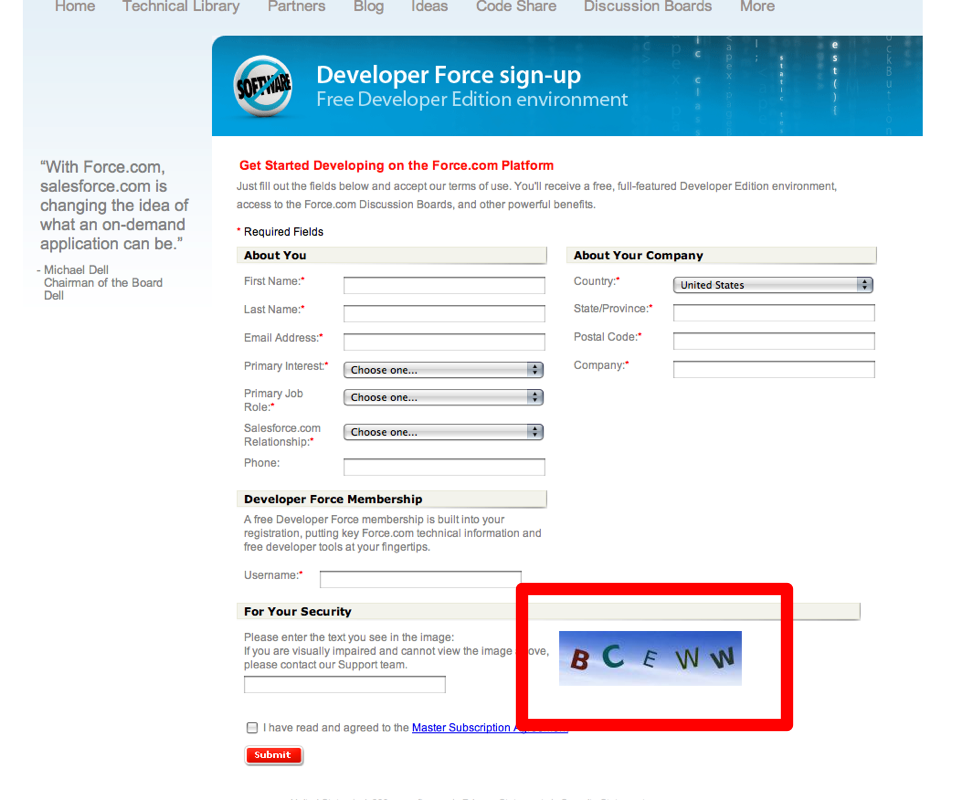 Home Technical Library Partners Blog Ideas Code Share Discussion Boards More
SOFTWARE
Developer Force sign-up
Free Developer Edition environment
“With Force.com,
salesforce.com is
changing the idea of
what an on-demand
application can be.”
- Michael Dell
Chairman of the Board
Dell
Get Started Developing on the Force.com Platform
Just fill out the fields below and accept our terms of use. You'll receive a free, full-featured Developer Edition environment,
access to the Force.com Discussion Boards, and other powerful benefits.
* Required Fields
About You
First Name:*
Last Name:*
Email Address:*
Primary Interest:* Choose one...
Primary Job
Role:* Choose one...
Salesforce.com
Relationship:* Choose one...
Phone:
About Your Company
Country:* United States
State/Province:*
Postal Code:*
Company:*
Developer Force Membership
A free Developer Force membership is built into your
registration, putting key Force.com technical information and
free developer tools at your fingertips.
Username:*
For Your Security
Please enter the text you see in the image:
If you are visually impaired and cannot view the image above,
please contact our Support team.
B C E W W
I have read and agreed to the Master Subscription
Submit